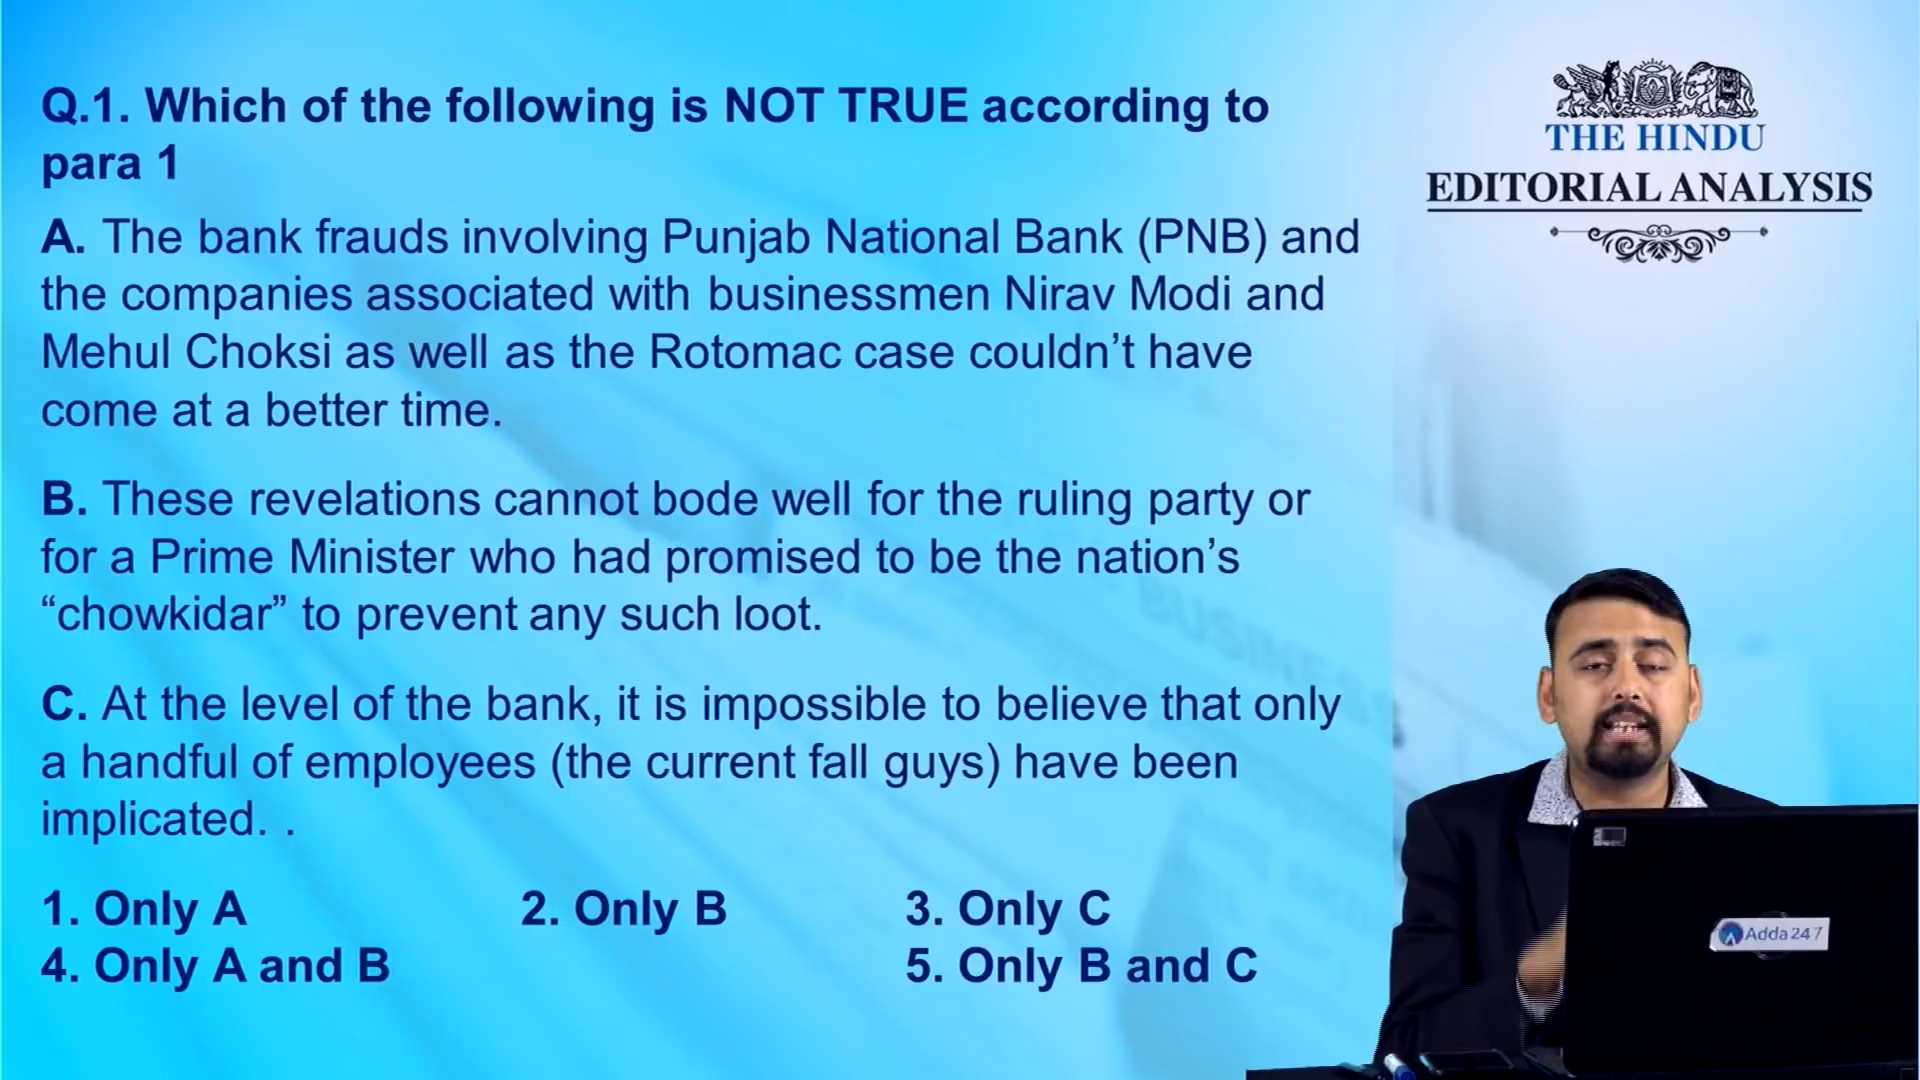 Q.1. Which of the following is NOT TRUE according to
para 1
A. The bank frauds involving Punjab National Bank (PNB) and
the companies associated with businessmen Nirav Modi and
Mehul Choksi as well as the Rotomac case couldn’t have
come at a better time.
B. These revelations cannot bode well for the ruling party or
for a Prime Minister who had promised to be the nation’s
“chowkidar” to prevent any such loot.
C. At the level of the bank, it is impossible to believe that only
a handful of employees (the current fall guys) have been
implicated. .
1. Only A 2. Only B 3. Only C
4. Only A and B 5. Only B and C
THE HINDU
EDITORIAL ANALYSIS
Adda247